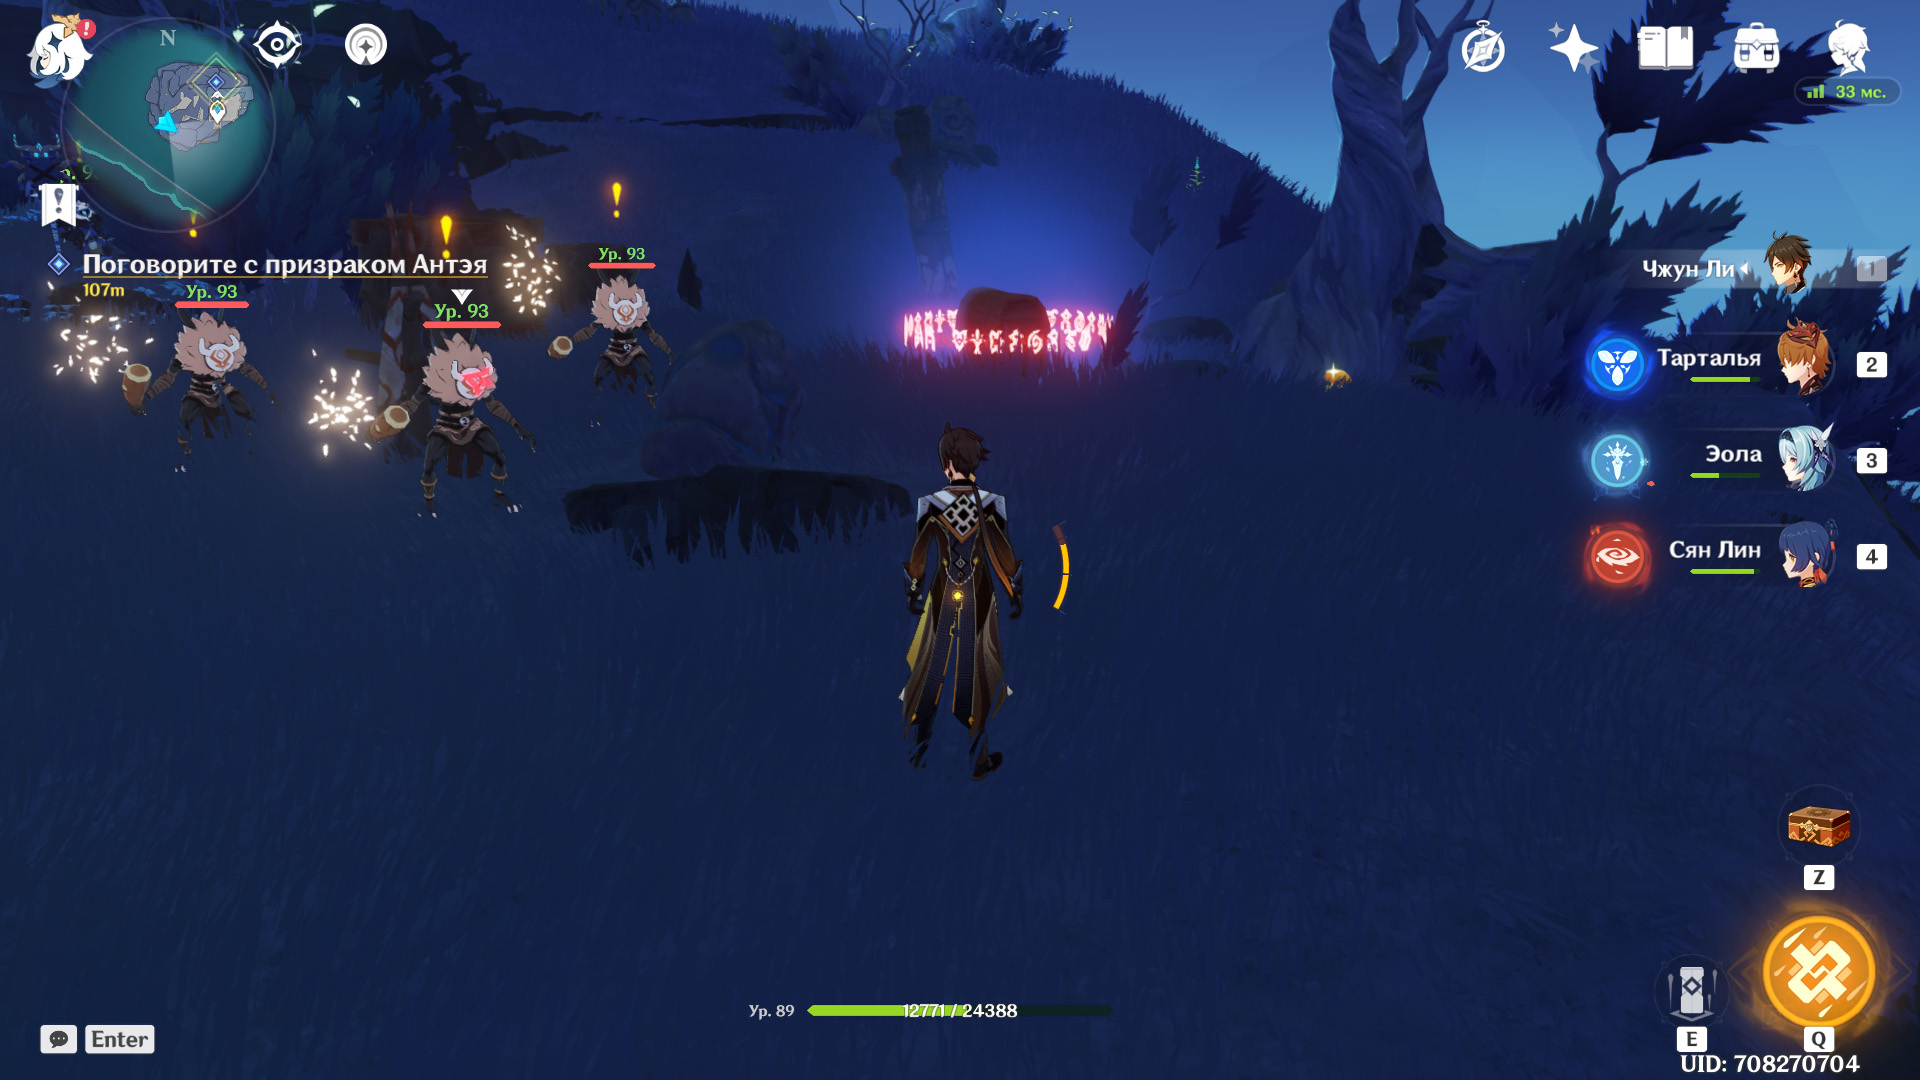 N
33 мс.
Поговорите с призраком Антэя
107m
Ур. 93
Ур. 93
Ур. 93
Чжун Ли
1
Тарталья
2
Эола
3
Сян Лин
4
Z
Ур. 89
12771 / 24388
Enter
E
Q
UID: 708270704